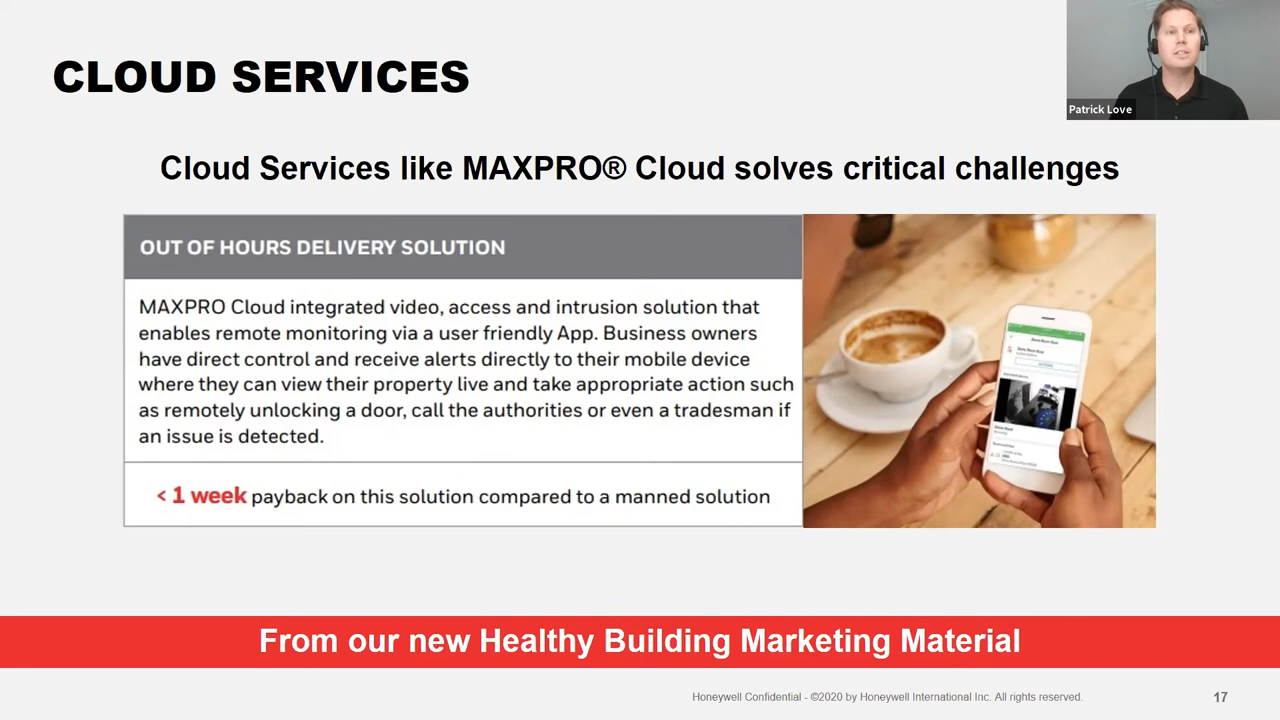 CLOUD SERVICES
Patrick Love
Cloud Services like MAXPRO® Cloud solves critical challenges
OUT OF HOURS DELIVERY SOLUTION
MAXPRO Cloud integrated video, access and intrusion solution that
enables remote monitoring via a user friendly App. Business owners
have direct control and receive alerts directly to their mobile device
where they can view their property live and take appropriate action such
as remotely unlocking a door, call the authorities or even a tradesman if
an issue is detected.
< 1 week payback on this solution compared to a manned solution
From our new Healthy Building Marketing Material
Honeywell Confidential - ©2020 by Honeywell International Inc. All rights reserved.
17